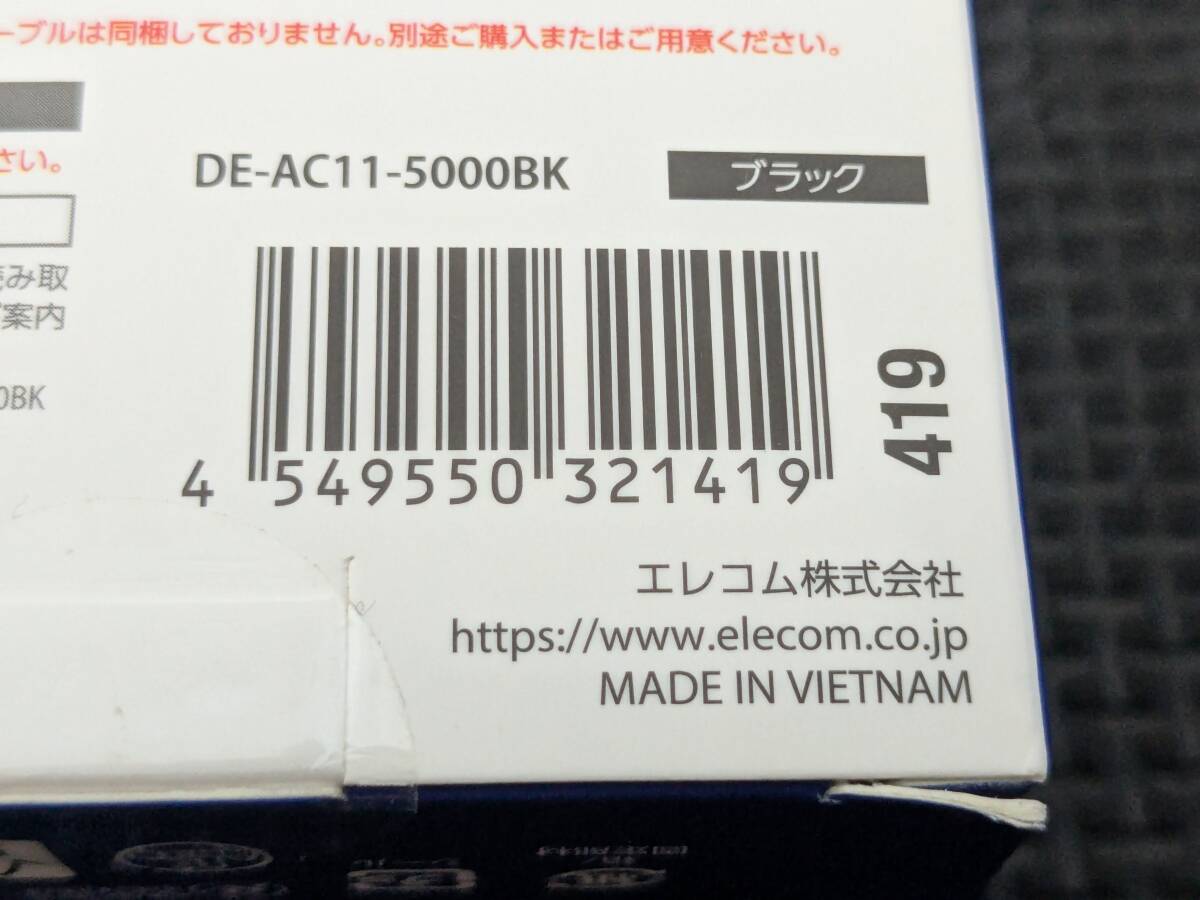 ーブルは同梱しておりません。別途ご購入またはご用意ください。
さい。
DE-AC11-5000BK
ブラック
み取
案内
0BK
4 549550 321419
419
エレコム株式会社
https://www.elecom.co.jp
MADE IN VIETNAM